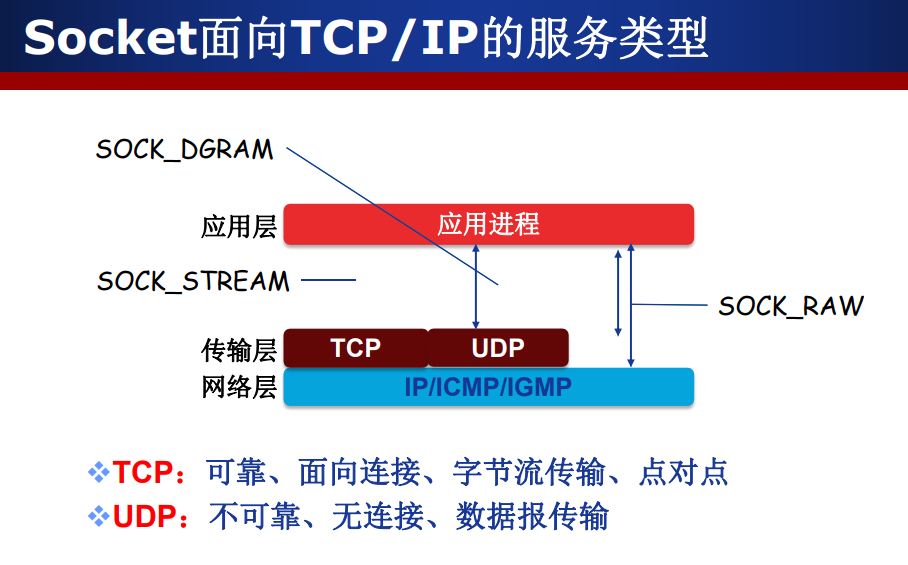 Socket面向TCP/IP的服务类型
SOCK_DGRAM
应用层
应用进程
SOCK_STREAM
SOCK_RAW
传输层
TCP
UDP
网络层
IP/ICMP/IGMP
TCP：可靠、面向连接、字节流传输、点对点
UDP：不可靠、无连接、数据报传输